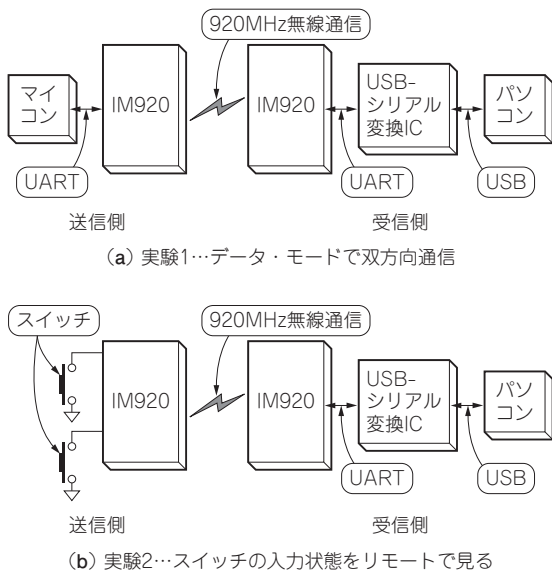 920MHz無線通信
マイ
コン
IM920
IM920
USB-
シリアル
変換IC
パソ
コン
UART
UART
USB
送信側
受信側
(a) 実験1…データ・モードで双方向通信
スイッチ
920MHz無線通信
IM920
IM920
USB-
シリアル
変換IC
パソ
コン
UART
USB
送信側
受信側
(b) 実験2…スイッチの入力状態をリモートで見る